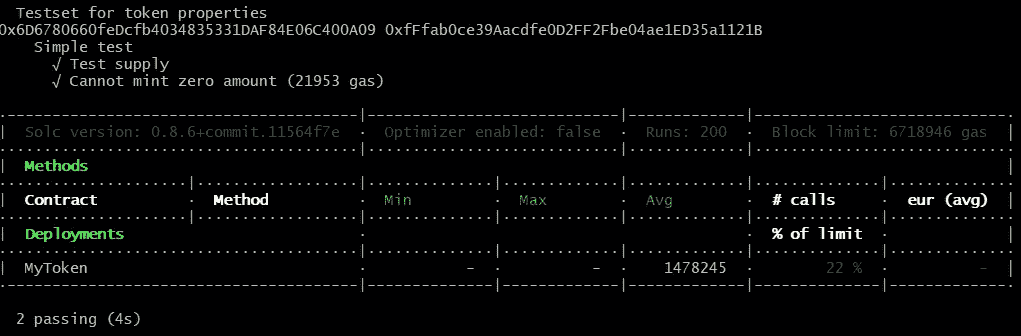 Testset for token properties
0x6D6780660feDcfb4034835331DAF84E06C400A09 0xfFfab0ce39Aacdfe0D2FF2Fbe04ae1ED35a1121B
Simple test
√ Test supply
√ Cannot mint zero amount (21953 gas)
Solc version: 0.8.6+commit.11564f7e · Optimizer enabled: false · Runs: 200 · Block limit: 6718946 gas
Methods
Contract · Method · Min · Max · Avg · # calls · eur (avg)
Deployments · · % of limit ·
MyToken · - · - · 1478245 · 22 % · -
2 passing (4s)